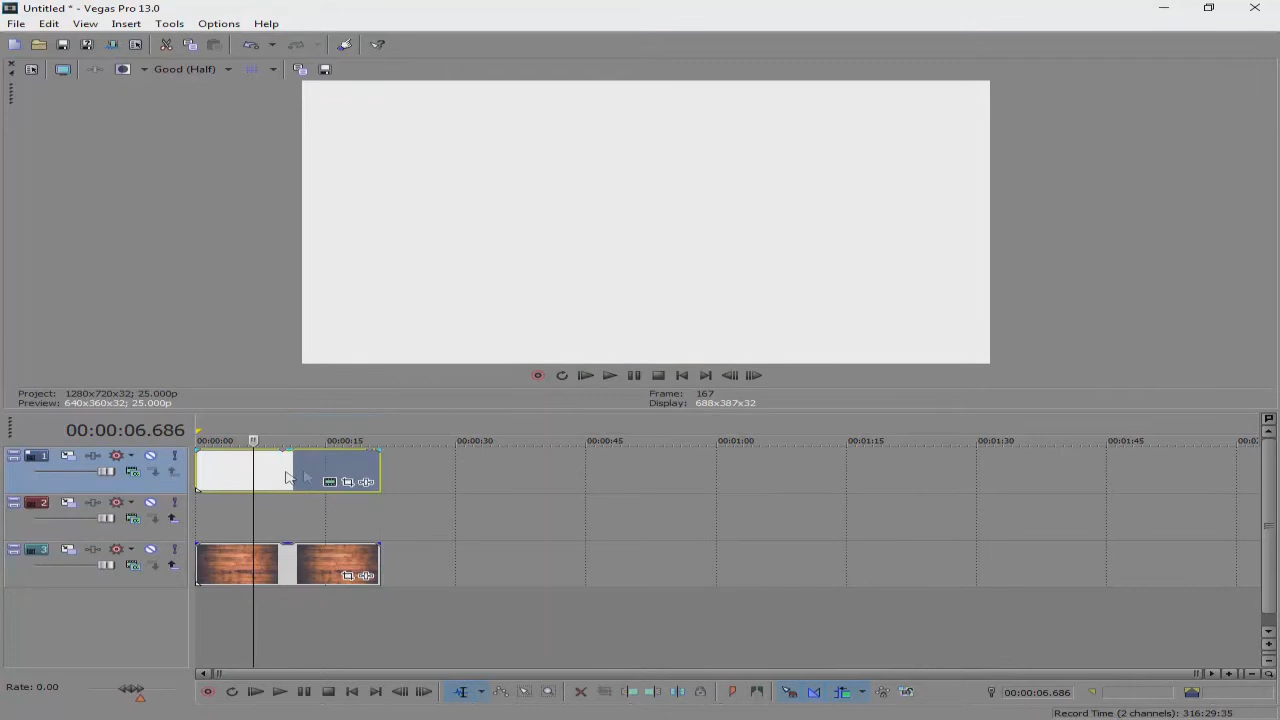 Untitled * - Vegas Pro 13.0
File Edit View Insert Tools Options Help
Good (Half)
Project: 1280x720x32; 25.000p
Preview: 640x360x32; 25.000p
Frame: 167
Display: 688x387x32
00:00:06.686
00:00:00 00:00:15 00:00:30 00:00:45 00:01:00 00:01:15 00:01:30 00:01:45
1
2
3
Rate: 0.00
00:00:06.686
Record Time (2 channels): 316:29:35